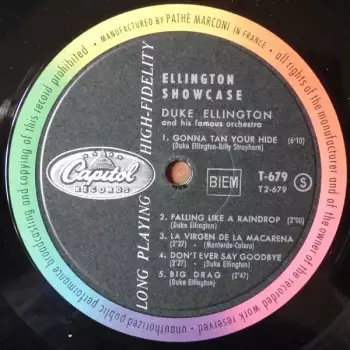 MANUFACTURED BY PATHÉ MARCONI IN FRANCE. • all rights of the manufacturer and of the owner of the recorded work reserved • unauthorized public performance broadcasting and copying of this record prohibited •
LONG PLAYING HIGH-FIDELITY
ELLINGTON
SHOWCASE
DUKE ELLINGTON
and his famous orchestra
1. GONNA TAN YOUR HIDE (6'10)
(Duke Ellington-Billy Strayhorn)
Capitol
RECORDS
BIEM
T-679
T2-679
S
2. FALLING LIKE A RAINDROP (3'00)
(Duke Ellington)
3. LA VIRGEN DE LA MACARENA
(2'27) - (Monterde-Calero)
4. DON'T EVER SAY GOODBYE
(2'27) - (Duke Ellington)
5. BIG DRAG (2'47)
(Duke Ellington)